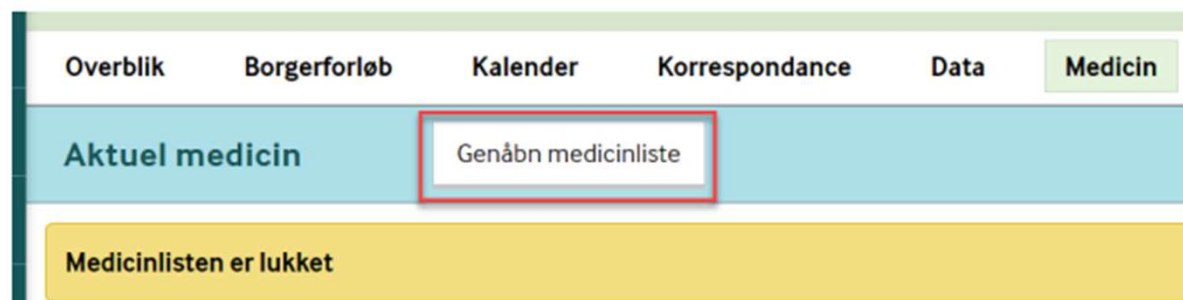 Overblik Borgerforløb Kalender Korrespondance Data Medicin
Aktuel medicin Genåbn medicinliste
Medicinlisten er lukket